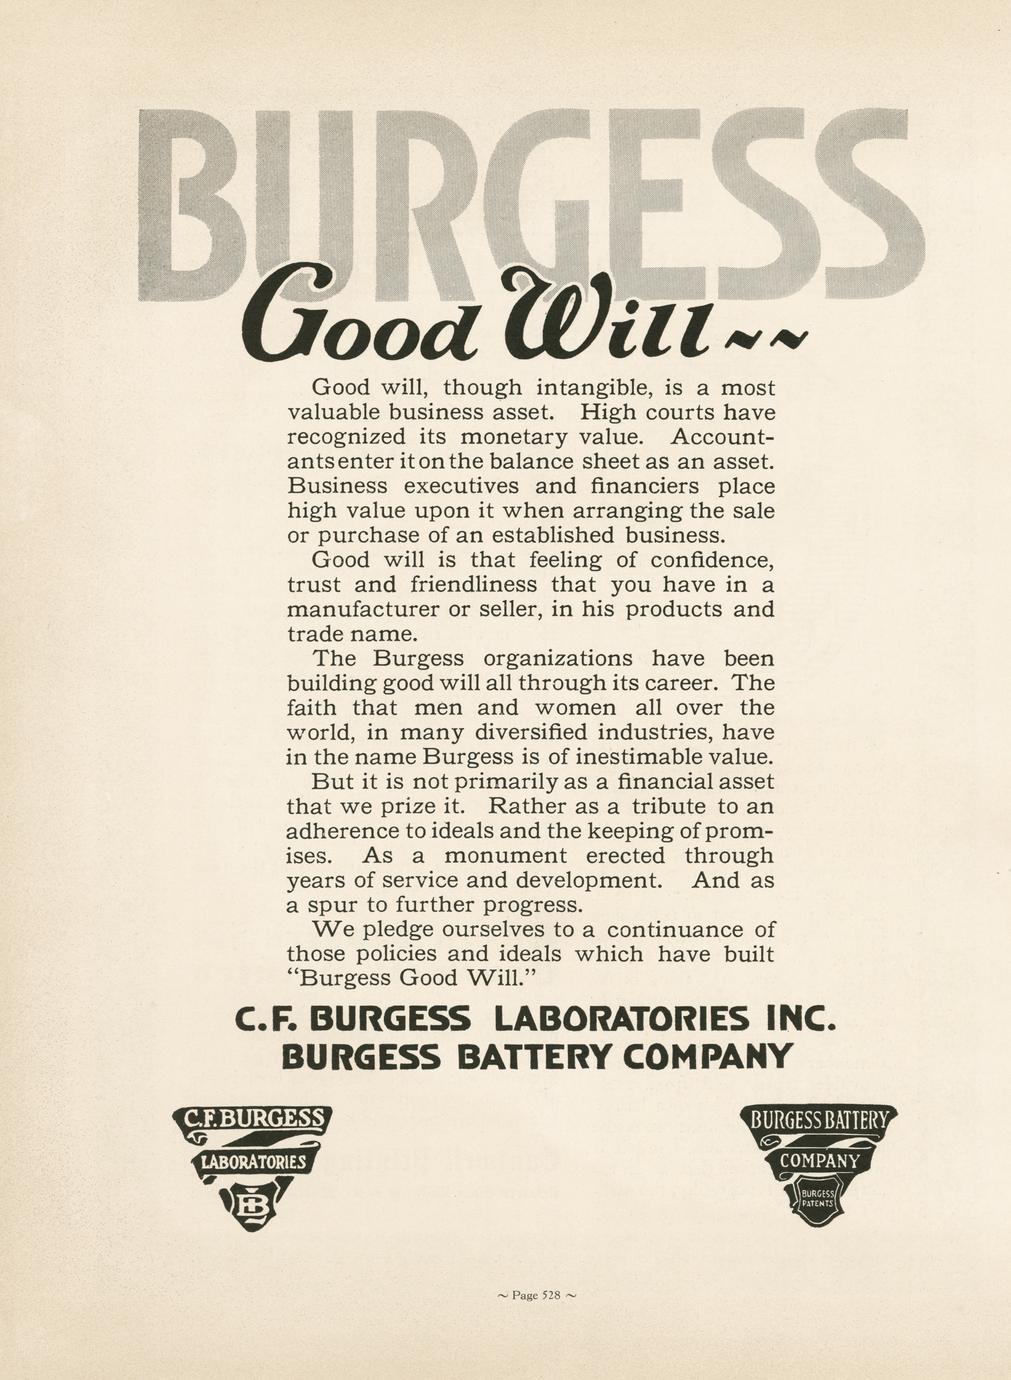 BURGESS
Good Will~~
Good will, though intangible, is a most
valuable business asset. High courts have
recognized its monetary value. Account-
ants enter it on the balance sheet as an asset.
Business executives and financiers place
high value upon it when arranging the sale
or purchase of an established business.
Good will is that feeling of confidence,
trust and friendliness that you have in a
manufacturer or seller, in his products and
trade name.
The Burgess organizations have been
building good will all through its career. The
faith that men and women all over the
world, in many diversified industries, have
in the name Burgess is of inestimable value.
But it is not primarily as a financial asset
that we prize it. Rather as a tribute to an
adherence to ideals and the keeping of prom-
ises. As a monument erected through
years of service and development. And as
a spur to further progress.
We pledge ourselves to a continuance of
those policies and ideals which have built
“Burgess Good Will.”
C.F. BURGESS LABORATORIES INC.
BURGESS BATTERY COMPANY
C.F. BURGESS
LABORATORIES
BURGESS BATTERY
COMPANY
BURGESS
PATENTS
~ Page 528 ~